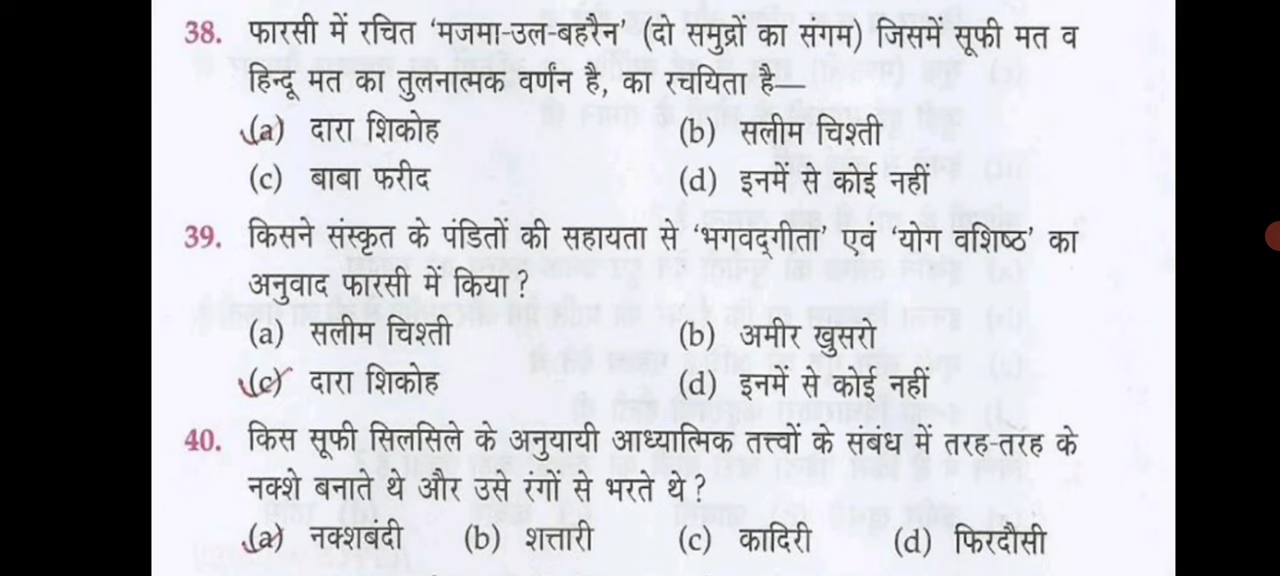 38. फारसी में रचित 'मजमा-उल-बहरैन' (दो समुद्रों का संगम) जिसमें सूफी मत व
हिन्दू मत का तुलनात्मक वर्णन है, का रचयिता है—
(a) दारा शिकोह (b) सलीम चिश्ती
(c) बाबा फरीद (d) इनमें से कोई नहीं
39. किसने संस्कृत के पंडितों की सहायता से 'भगवद्गीता' एवं 'योग वशिष्ठ' का
अनुवाद फारसी में किया?
(a) सलीम चिश्ती (b) अमीर खुसरो
(c) दारा शिकोह (d) इनमें से कोई नहीं
40. किस सूफी सिलसिले के अनुयायी आध्यात्मिक तत्त्वों के संबध में तरह-तरह के
नक्शे बनाते थे और उसे रगों से भरते थे?
(a) नक्शबंदी (b) शत्तारी (c) कादिरी (d) फिरदौसी